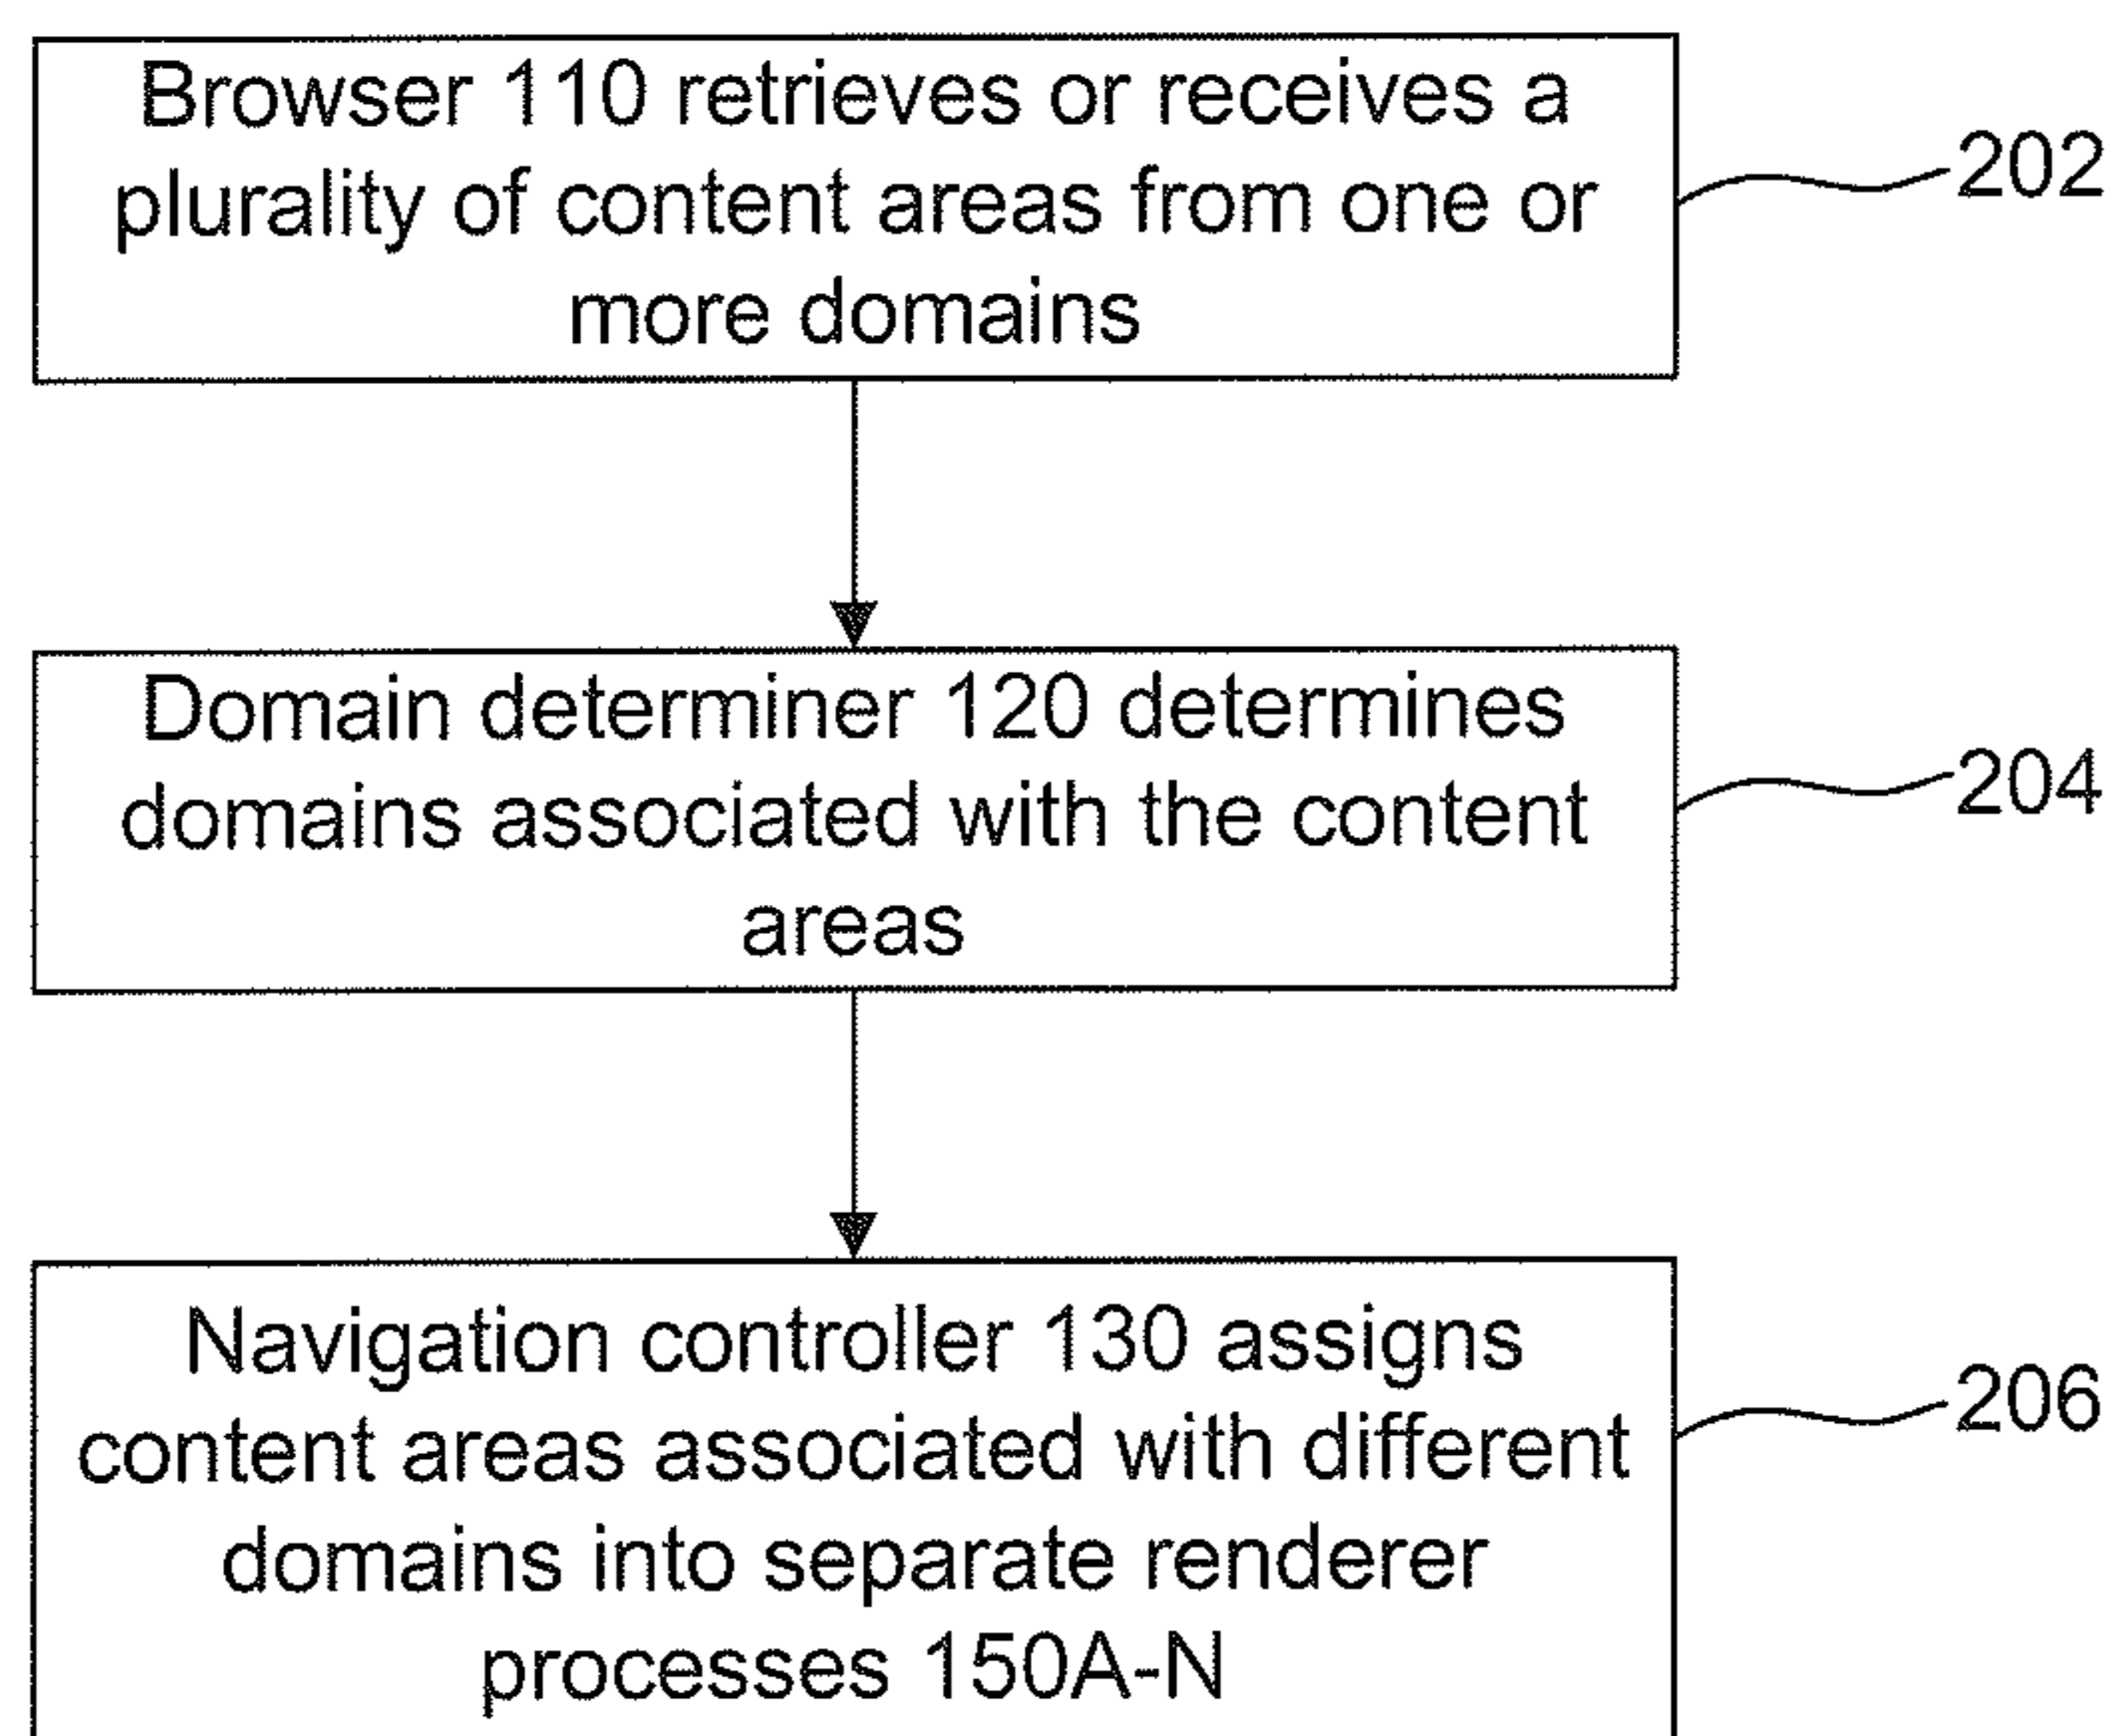 Browser 110 retrieves or receives a
plurality of content areas from one or
more domains
202
Domain determiner 120 determines
domains associated with the content
areas
204
Navigation controller 130 assigns
content areas associated with different
domains into separate renderer
processes 150A-N
206